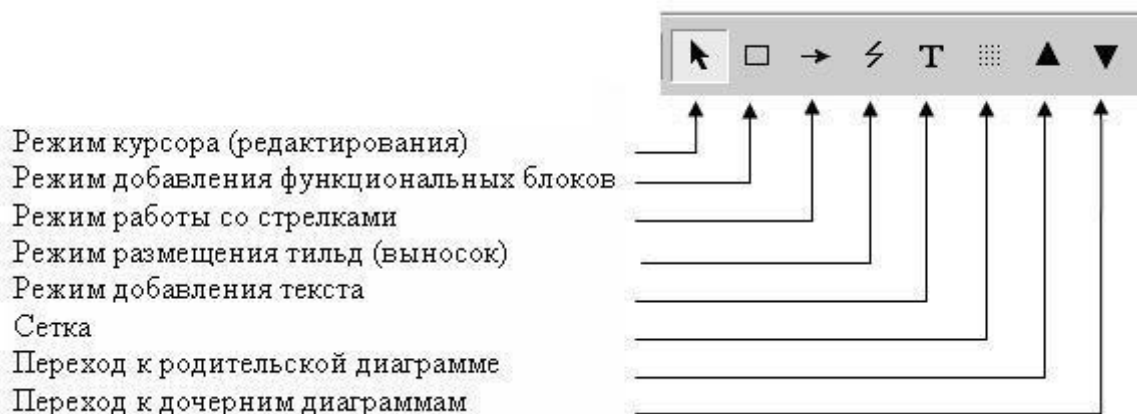 T
Режим курсора (редактирования)
Режим добавления функциональных блоков
Режим работы со стрелками
Режим размещения тильд (выносок)
Режим добавления текста
Сетка
Переход к родительской диаграмме
Переход к дочерним диаграммам